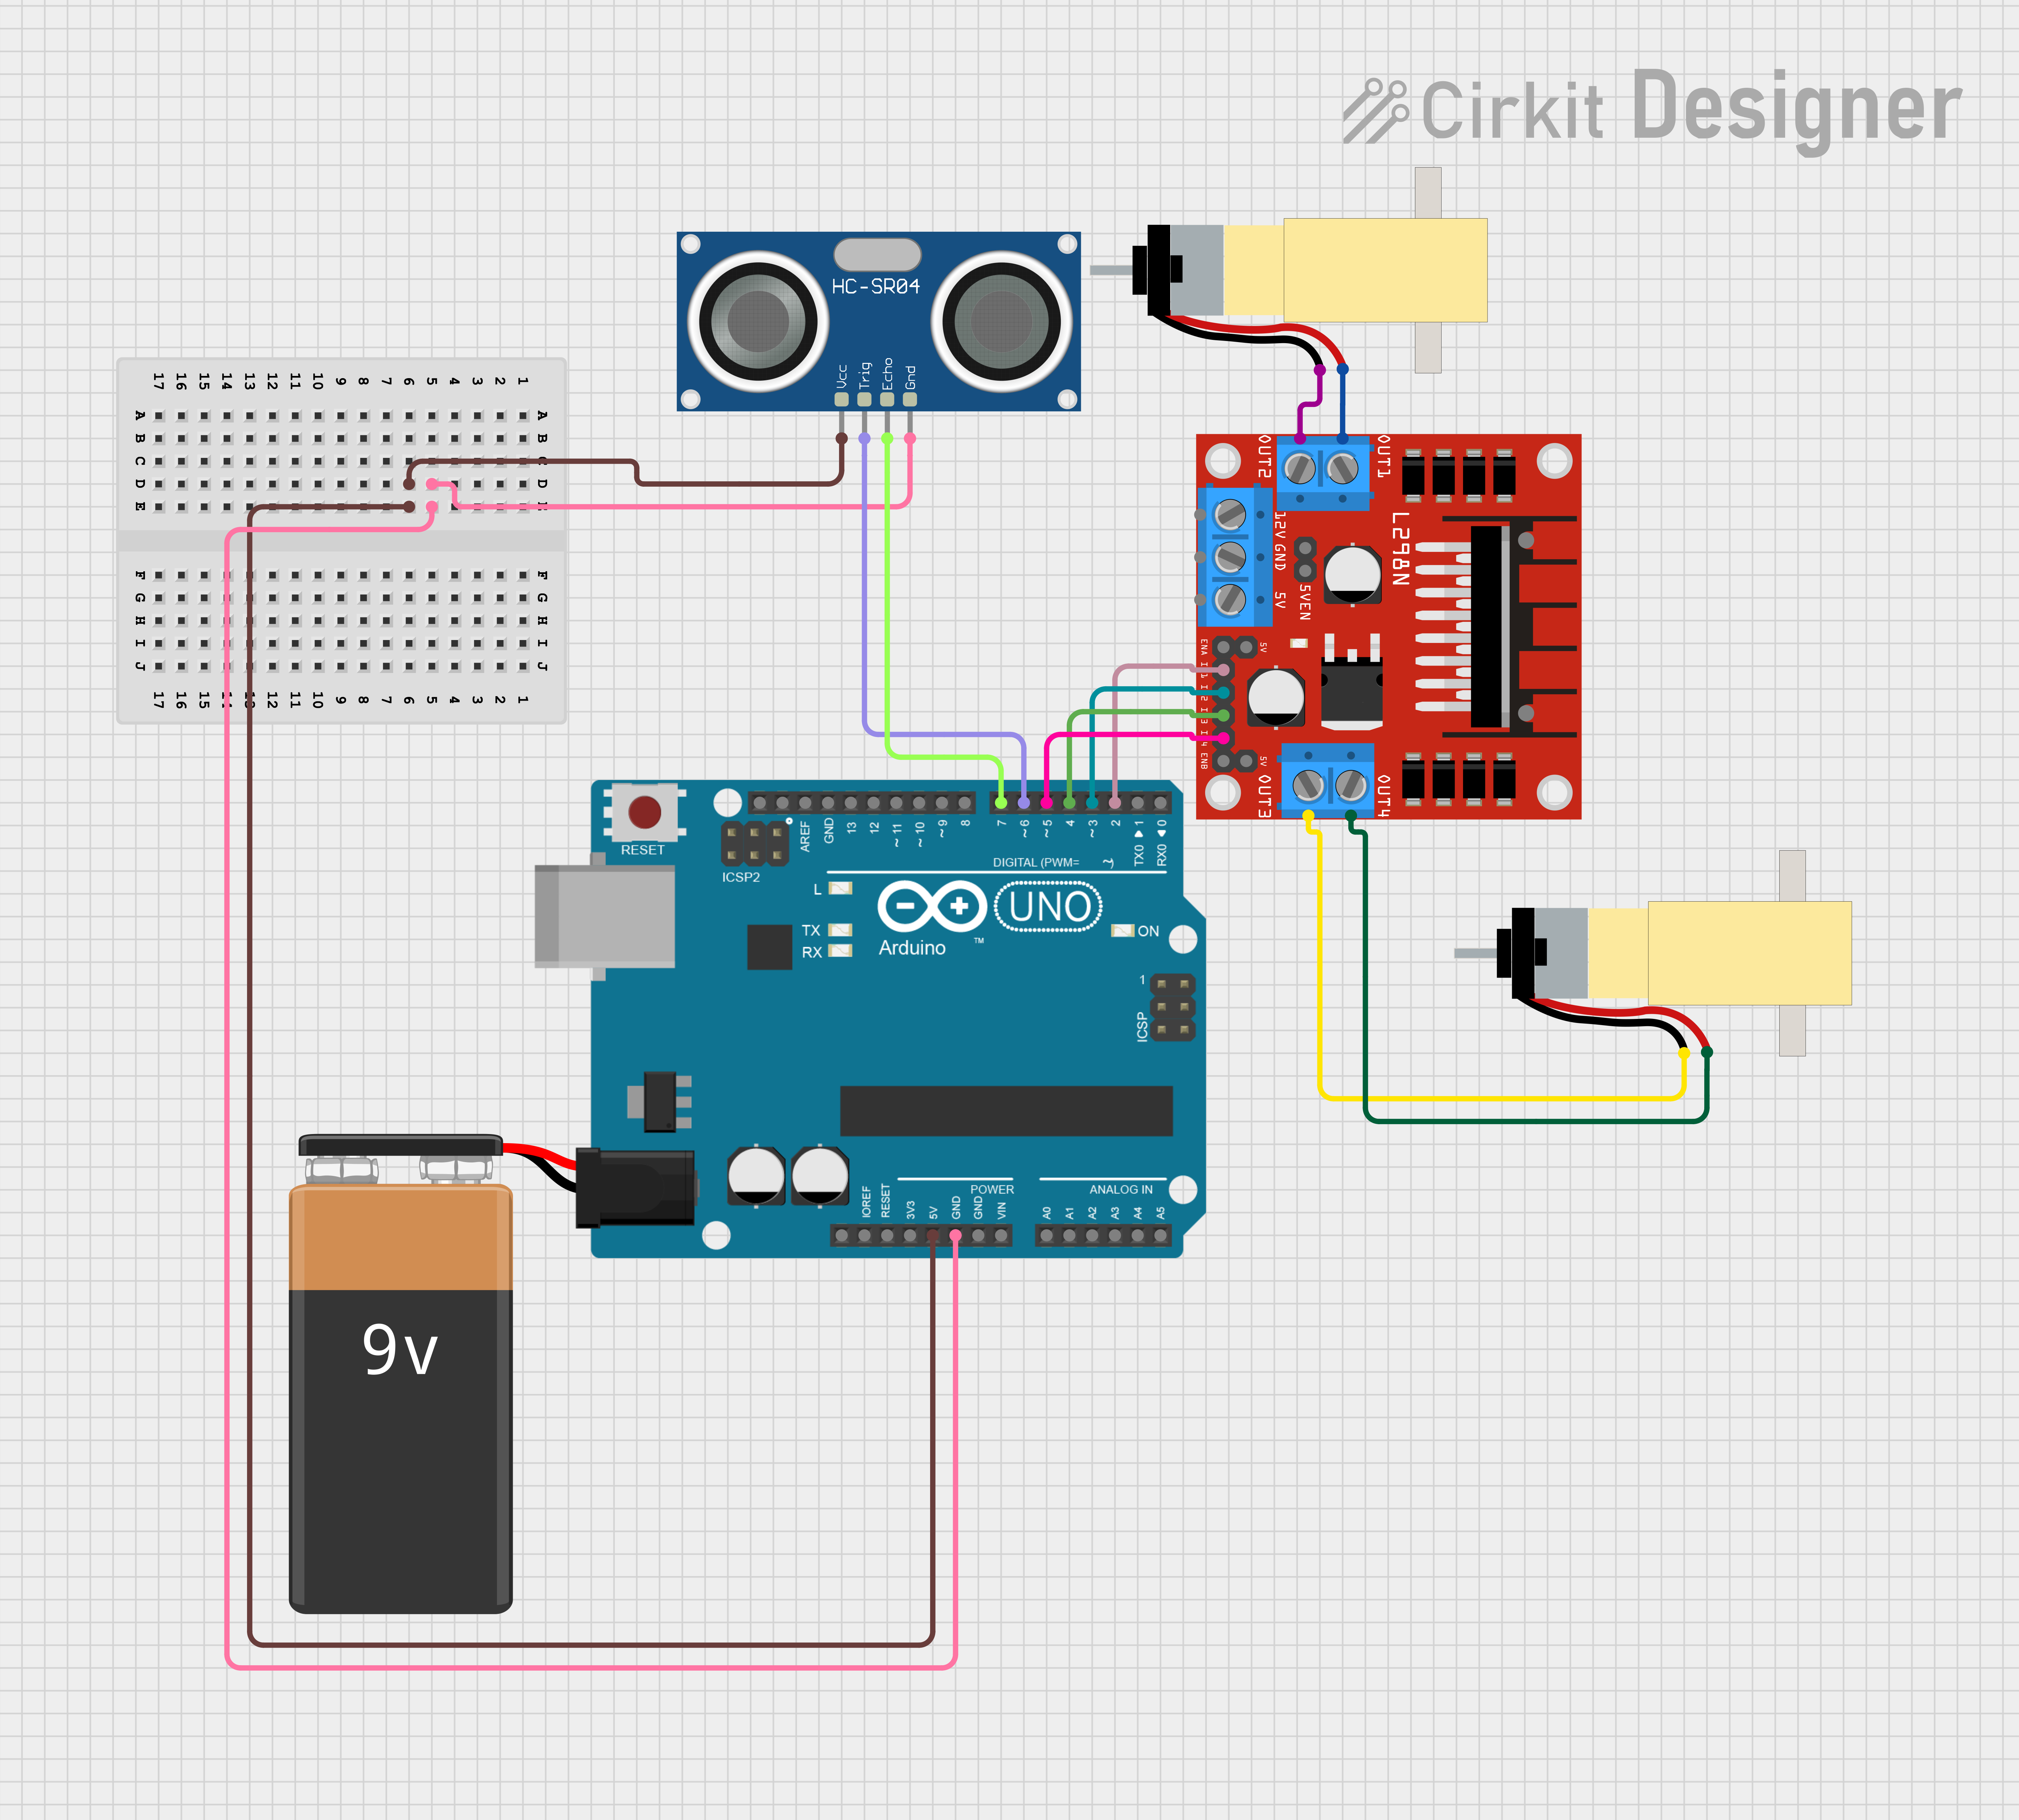 Cirkit Designer
HC-SR04
Vcc Trig Echo Gnd
17 16 15 14 13 12 11 10 9 8 7 6 5 4 3 2 1
A A
B B
C C
D D
E
F F
G G
H H
I I
J J
17 16 15 14 13 12 11 10 9 8 7 6 5 4 3 2 1
OUT2 OUT1
12V GND 5V
5VEN
L298N
ENA 5V
ENB 5V
OUT3 OUT4
RESET
ICSP2
AREF GND 13 12 ~11 ~10 ~9 8 7 ~6 ~5 4 ~3 2 TX0 1 RX0 0
DIGITAL (PWM= ~)
L
TX
RX
UNO
Arduino
TM
ON
1
ICSP
POWER ANALOG IN
IOREF RESET 3V3 5V GND GND VIN A0 A1 A2 A3 A4 A5
9v